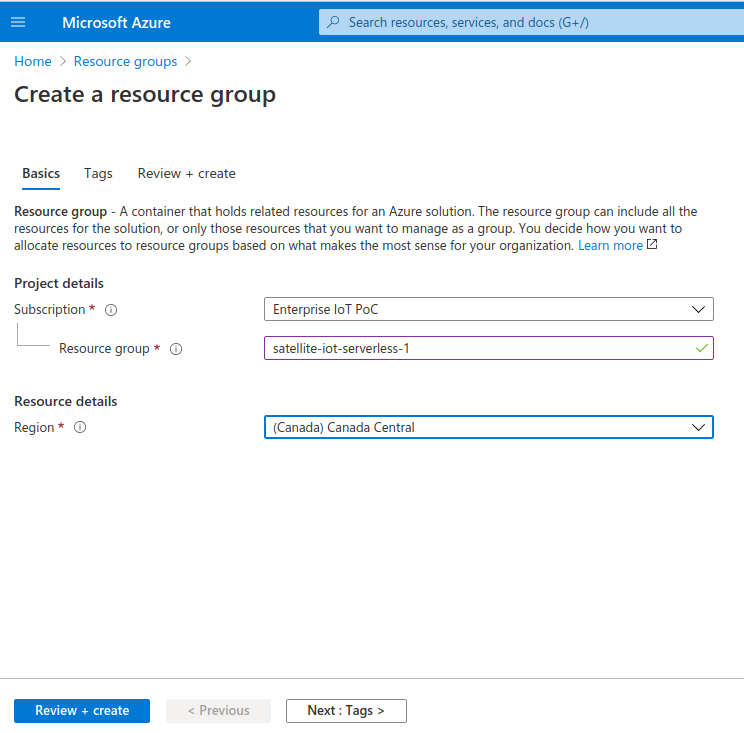 Microsoft Azure
Search resources, services, and docs (G+/)
Home > Resource groups >
Create a resource group
Basics Tags Review + create
Resource group - A container that holds related resources for an Azure solution. The resource group can include all the
resources for the solution, or only those resources that you want to manage as a group. You decide how you want to
allocate resources to resource groups based on what makes the most sense for your organization. Learn more
Project details
Subscription * Enterprise IoT PoC
Resource group * satellite-iot-serverless-1
Resource details
Region * (Canada) Canada Central
Review + create < Previous Next : Tags >